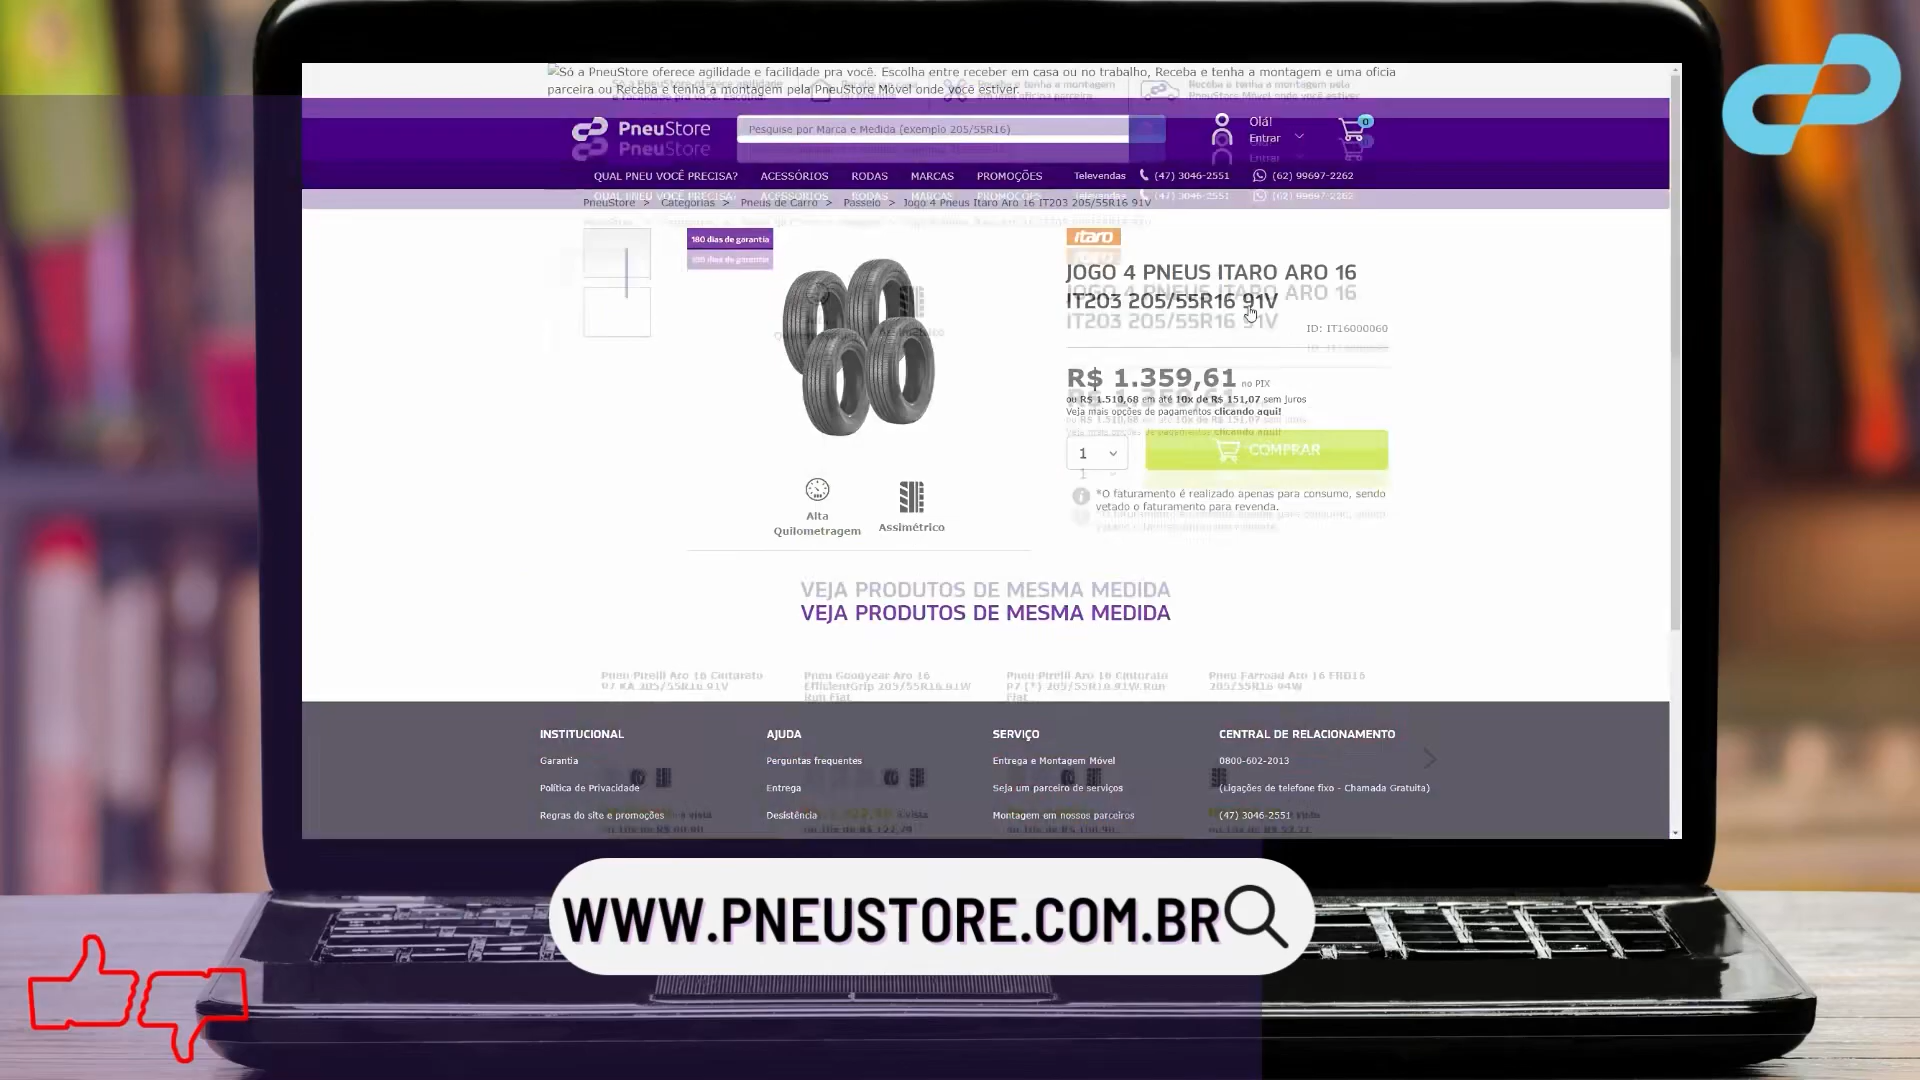 Só a PneuStore oferece agilidade e facilidade pra você. Escolha entre receber em casa ou no trabalho, Receba e tenha a montagem e uma oficia
parceira ou Receba e tenha a montagem pela PneuStore Móvel onde você estiver.
PneuStore
PneuStore
Pesquise por Marca e Medida (exemplo 205/55R16)
Olá!
Entrar
0
QUAL PNEU VOCÊ PRECISA?
ACESSÓRIOS
RODAS
MARCAS
PROMOÇÕES
Televendas
(47) 3046-2551
(62) 99697-2262
PneuStore > Categorias > Pneus de Carro > Passeio > Jogo 4 Pneus Itaro Aro 16 IT203 205/55R16 91V
180 dias de garantia
itaro
JOGO 4 PNEUS ITARO ARO 16
IT203 205/55R16 91V
ID: IT16000060
R$ 1.359,61 no PIX
ou R$ 1.510,68 em até 10x de R$ 151,07 sem juros
Veja mais opções de pagamentos clicando aqui!
1
COMPRAR
*O faturamento é realizado apenas para consumo, sendo
vetado o faturamento para revenda.
Alta
Quilometragem
Assimétrico
VEJA PRODUTOS DE MESMA MEDIDA
VEJA PRODUTOS DE MESMA MEDIDA
INSTITUCIONAL
Garantia
Política de Privacidade
Regras do site e promoções
AJUDA
Perguntas frequentes
Entrega
Desistência
SERVIÇO
Entrega e Montagem Móvel
Seja um parceiro de serviços
Montagem em nossos parceiros
CENTRAL DE RELACIONAMENTO
0800-602-2013
(Ligações de telefone fixo - Chamada Gratuita)
(47) 3046-2551
WWW.PNEUSTORE.COM.BR